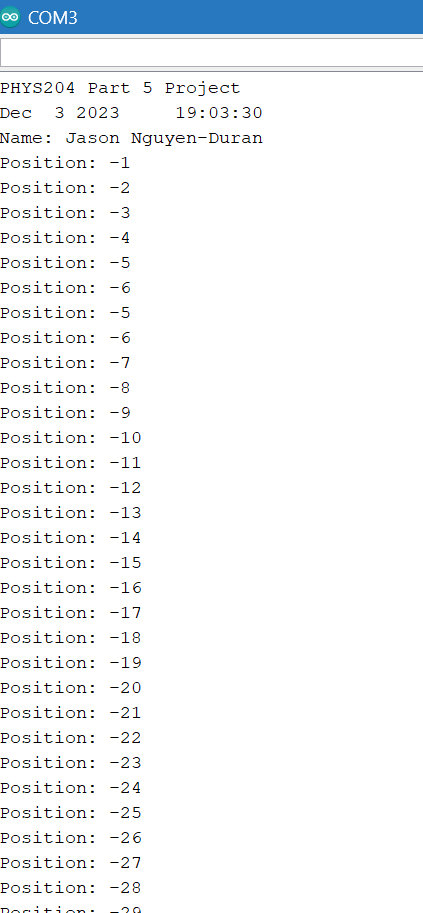 COM3
PHYS204 Part 5 Project
Dec  3 2023     19:03:30
Name: Jason Nguyen-Duran
Position: -1
Position: -2
Position: -3
Position: -4
Position: -5
Position: -6
Position: -5
Position: -6
Position: -7
Position: -8
Position: -9
Position: -10
Position: -11
Position: -12
Position: -13
Position: -14
Position: -15
Position: -16
Position: -17
Position: -18
Position: -19
Position: -20
Position: -21
Position: -22
Position: -23
Position: -24
Position: -25
Position: -26
Position: -27
Position: -28
Position: -29